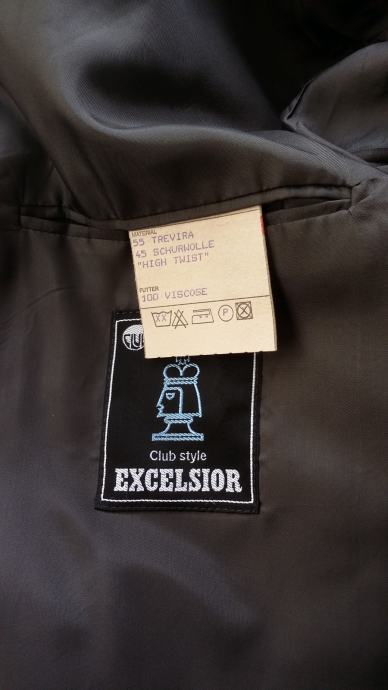 MATERIAL
55 TREVIRA
45 SCHURWOLLE
"HIGH TWIST"
FUTTER
100 VISCOSE
P
Club style
EXCELSIOR